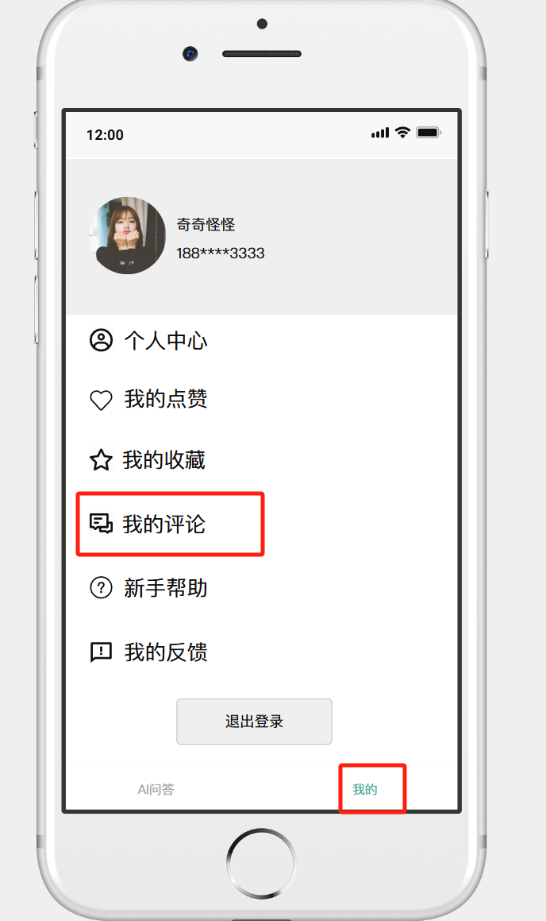 12:00
奇奇怪怪
188****3333
个人中心
我的点赞
我的收藏
我的评论
新手帮助
我的反馈
退出登录
AI问答
我的